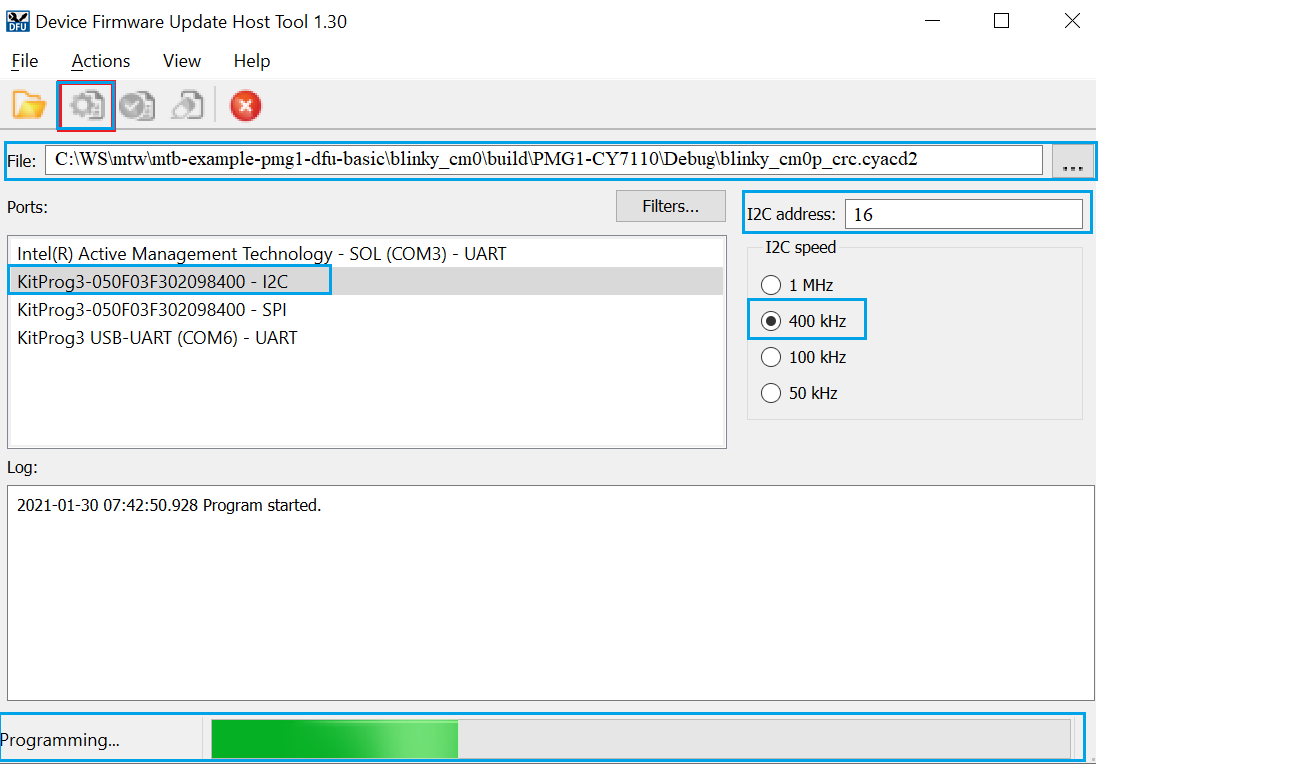 DFU Device Firmware Update Host Tool 1.30
File Actions View Help
File: C:\WS\mtw\mtb-example-pmg1-dfu-basic\blinky_cm0\build\PMG1-CY7110\Debug\blinky_cm0p_crc.cyacd2 ...
Ports: Filters...
Intel(R) Active Management Technology - SOL (COM3) - UART
KitProg3-050F03F302098400 - I2C
KitProg3-050F03F302098400 - SPI
KitProg3 USB-UART (COM6) - UART
I2C address: 16
I2C speed
1 MHz
400 kHz
100 kHz
50 kHz
Log:
2021-01-30 07:42:50.928 Program started.
Programming...